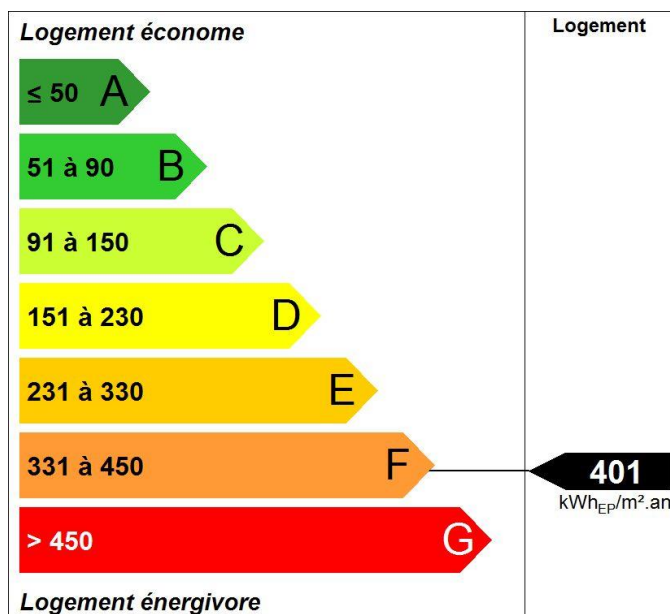 Logement économe
Logement
≤ 50 A
51 à 90 B
91 à 150 C
151 à 230 D
231 à 330 E
331 à 450 F
401
kWhEP/m².an
> 450 G
Logement énergivore